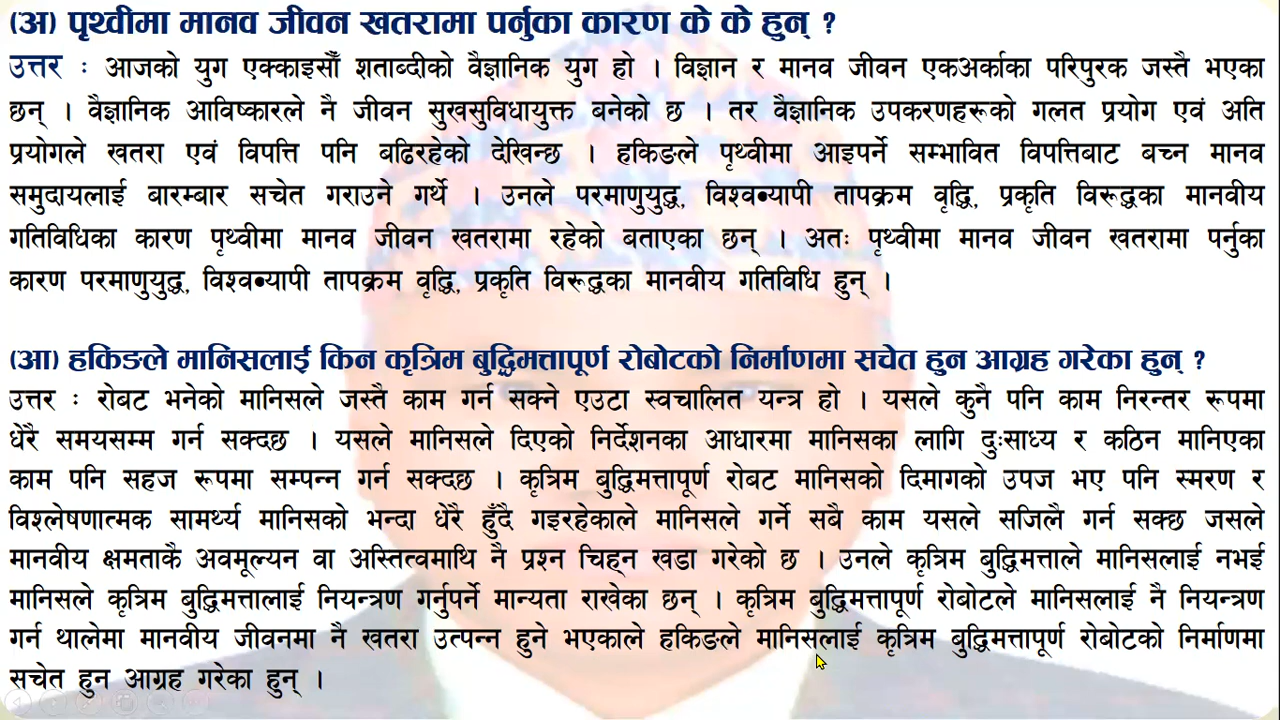 (अ) पृथ्वीमा मानव जीवन खतरामा पर्नुका कारण के के हुन् ?
उत्तर : आजको युग एक्काइसौँ शताब्दीको वैज्ञानिक युग हो । विज्ञान र मानव जीवन एकअर्काका परिपुरक जस्तै भएका
छन् । वैज्ञानिक आविष्कारले नै जीवन सुखसुविधायुक्त बनेको छ । तर वैज्ञानिक उपकरणहरूको गलत प्रयोग एवं अति
प्रयोगले खतरा एवं विपत्ति पनि बढिरहेको देखिन्छ । हकिङले पृथ्वीमा आइपर्ने सम्भावित विपत्तिबाट बच्न मानव
समुदायलाई बारम्बार सचेत गराउने गर्थे । उनले परमाणुयुद्ध, विश्व•यापी तापक्रम वृद्धि, प्रकृति विरूद्धका मानवीय
गतिविधिका कारण पृथ्वीमा मानव जीवन खतरामा रहेको बताएका छन् । अतः पृथ्वीमा मानव जीवन खतरामा पर्नुका
कारण परमाणुयुद्ध, विश्व•यापी तापक्रम वृद्धि, प्रकृति विरूद्धका मानवीय गतिविधि हुन् ।
(आ) हकिङले मानिसलाई किन कृत्रिम बुद्धिमत्तापूर्ण रोबोटको निर्माणमा सचेत हुन आग्रह गरेका हुन् ?
उत्तर : रोबट भनेको मानिसले जस्तै काम गर्न सक्ने एउटा स्वचालित यन्त्र हो । यसले कुनै पनि काम निरन्तर रूपमा
धेरै समयसम्म गर्न सक्दछ । यसले मानिसले दिएको निर्देशनका आधारमा मानिसका लागि दुःसाध्य र कठिन मानिएका
काम पनि सहज रूपमा सम्पन्न गर्न सक्दछ । कृत्रिम बुद्धिमत्तापूर्ण रोबट मानिसको दिमागको उपज भए पनि स्मरण र
विश्लेषणात्मक सामर्थ्य मानिसको भन्दा धेरै हुँदै गइरहेकाले मानिसले गर्ने सबै काम यसले सजिलै गर्न सक्छ जसले
मानवीय क्षमताकै अवमूल्यन वा अस्तित्वमाथि नै प्रश्न चिह्न खडा गरेको छ । उनले कृत्रिम बुद्धिमत्ताले मानिसलाई नभई
मानिसले कृत्रिम बुद्धिमत्तालाई नियन्त्रण गर्नुपर्ने मान्यता राखेका छन् । कृत्रिम बुद्धिमत्तापूर्ण रोबोटले मानिसलाई नै नियन्त्रण
गर्न थालेमा मानवीय जीवनमा नै खतरा उत्पन्न हुने भएकाले हकिङले मानिसलाई कृत्रिम बुद्धिमत्तापूर्ण रोबोटको निर्माणमा
सचेत हुन आग्रह गरेका हुन् ।